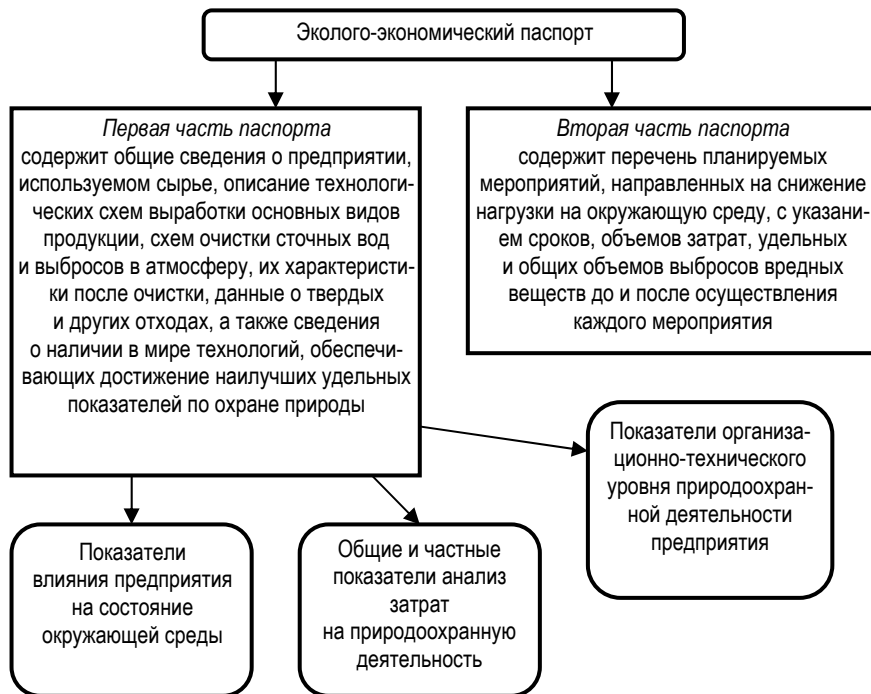 Эколого-экономический паспорт
Первая часть паспорта
содержит общие сведения о предприятии,
используемом сырье, описание технологи-
ческих схем выработки основных видов
продукции, схем очистки сточных вод
и выбросов в атмосферу, их характеристи-
ки после очистки, данные о твердых
и других отходах, а также сведения
о наличии в мире технологий, обеспечи-
вающих достижение наилучших удельных
показателей по охране природы
Вторая часть паспорта
содержит перечень планируемых
мероприятий, направленных на снижение
нагрузки на окружающую среду, с указани-
ем сроков, объемов затрат, удельных
и общих объемов выбросов вредных
веществ до и после осуществления
каждого мероприятия
Показатели
влияния предприятия
на состояние
окружающей среды
Общие и частные
показатели анализ
затрат
на природоохранную
деятельность
Показатели организа-
ционно-технического
уровня природоохран-
ной деятельности
предприятия